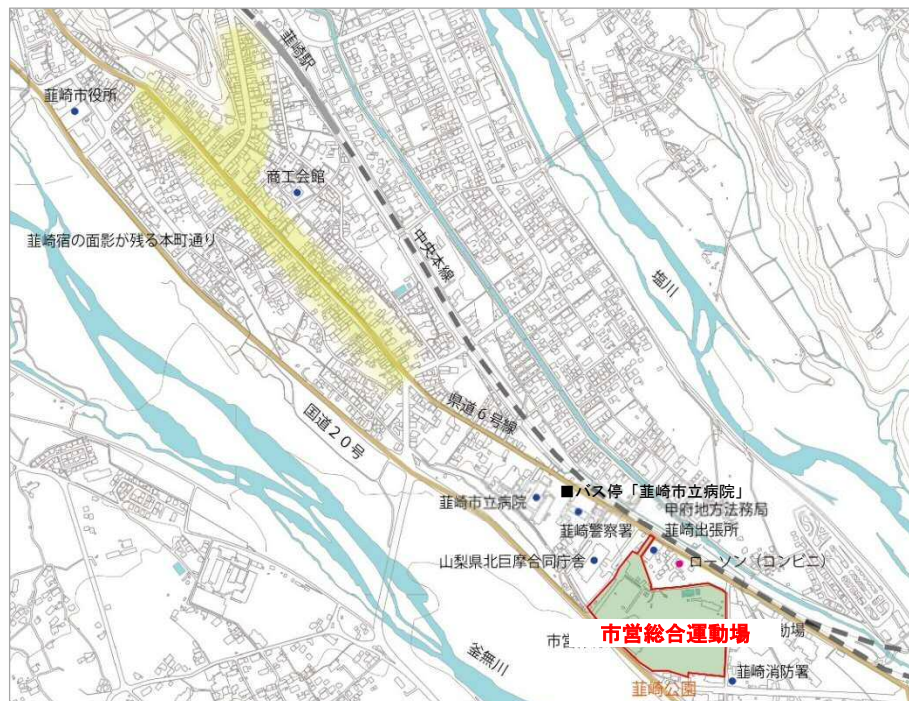 韮崎駅
韮崎市役所
商工会館
中央本線
塩川
韮崎宿の面影が残る本町通り
県道６号線
国道２０号
■バス停「韮崎市立病院」
韮崎市立病院
甲府地方法務局
韮崎出張所
韮崎警察署
山梨県北巨摩合同庁舎
ローソン（コンビニ）
市営総合運動場
市営
動場
釜無川
韮崎消防署
韮崎公園